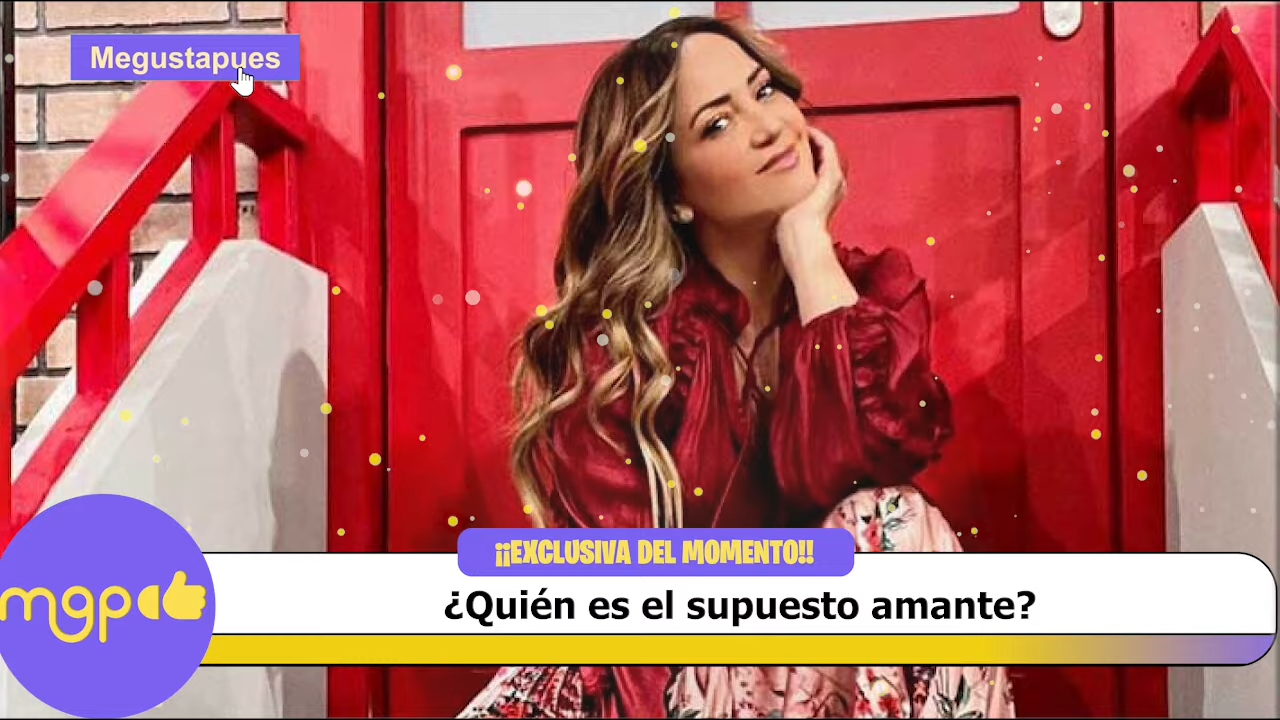 Megustapues
¡¡EXCLUSIVA DEL MOMENTO!!
¿Quién es el supuesto amante?
mgp